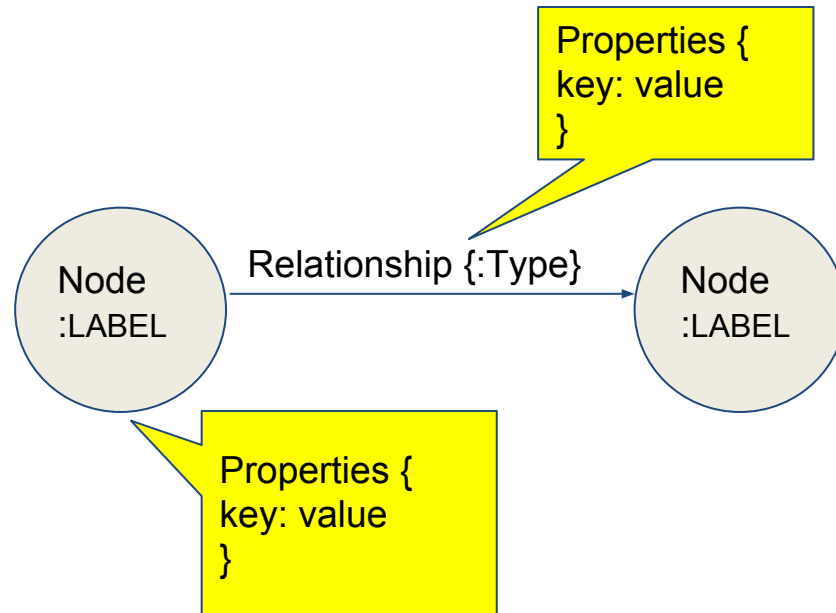 Properties {
key: value
}
Relationship {:Type}
Node
:LABEL
Node
:LABEL
Properties {
key: value
}